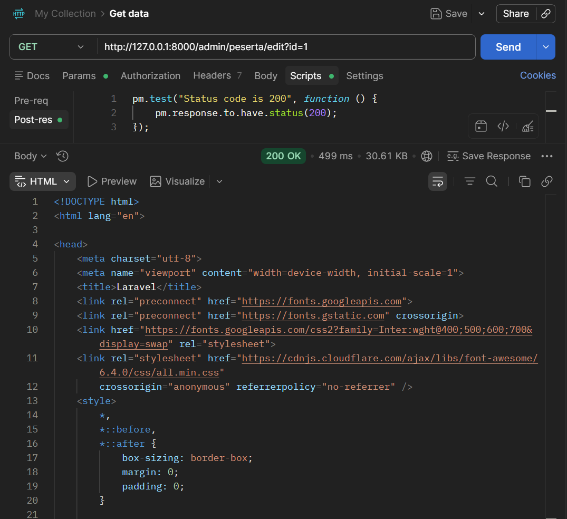 HTTP My Collection > Get data Save Share
GET http://127.0.0.1:8000/admin/peserta/edit?id=1 Send
Docs Params Authorization Headers 7 Body Scripts Settings Cookies
Pre-req
Post-res
1 pm.test("Status code is 200", function () {
2 pm.response.to.have.status(200);
3 });
Body 200 OK 499 ms 30.61 KB Save Response
HTML Preview Visualize
1 <!DOCTYPE html>
2 <html lang="en">
3
4 <head>
5 <meta charset="utf-8">
6 <meta name="viewport" content="width=device-width, initial-scale=1">
7 <title>Laravel</title>
8 <link rel="preconnect" href="https://fonts.googleapis.com">
9 <link rel="preconnect" href="https://fonts.gstatic.com" crossorigin>
10 <link href="https://fonts.googleapis.com/css2?family=Inter:wght@400;500;600;700&
display=swap" rel="stylesheet">
11 <link rel="stylesheet" href="https://cdnjs.cloudflare.com/ajax/libs/font-awesome/
6.4.0/css/all.min.css"
12 crossorigin="anonymous" referrerpolicy="no-referrer" />
13 <style>
14 *,
15 *::before,
16 *::after {
17 box-sizing: border-box;
18 margin: 0;
19 padding: 0;
20 }
21